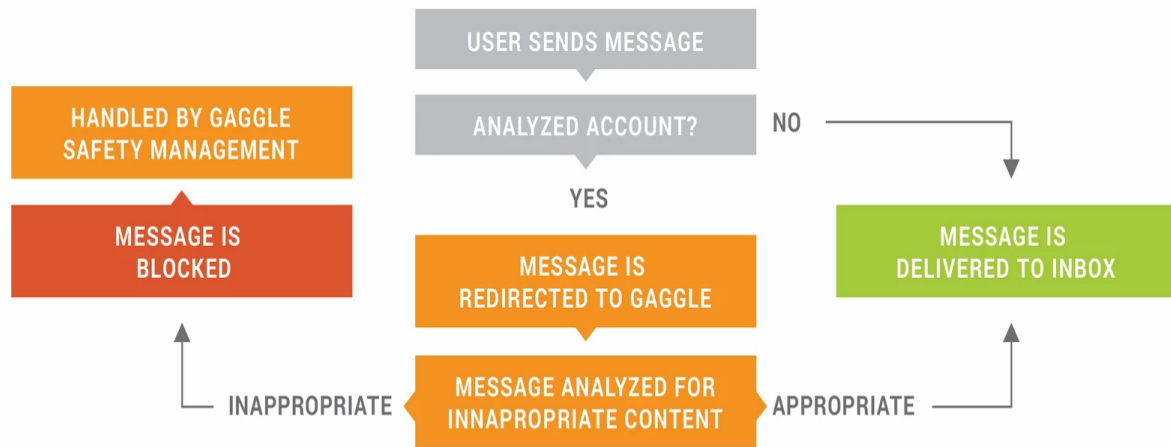 USER SENDS MESSAGE
ANALYZED ACCOUNT?
NO
YES
HANDLED BY GAGGLE
SAFETY MANAGEMENT
MESSAGE IS
BLOCKED
MESSAGE IS
REDIRECTED TO GAGGLE
MESSAGE IS
DELIVERED TO INBOX
INAPPROPRIATE
MESSAGE ANALYZED FOR
INNAPROPRIATE CONTENT
APPROPRIATE